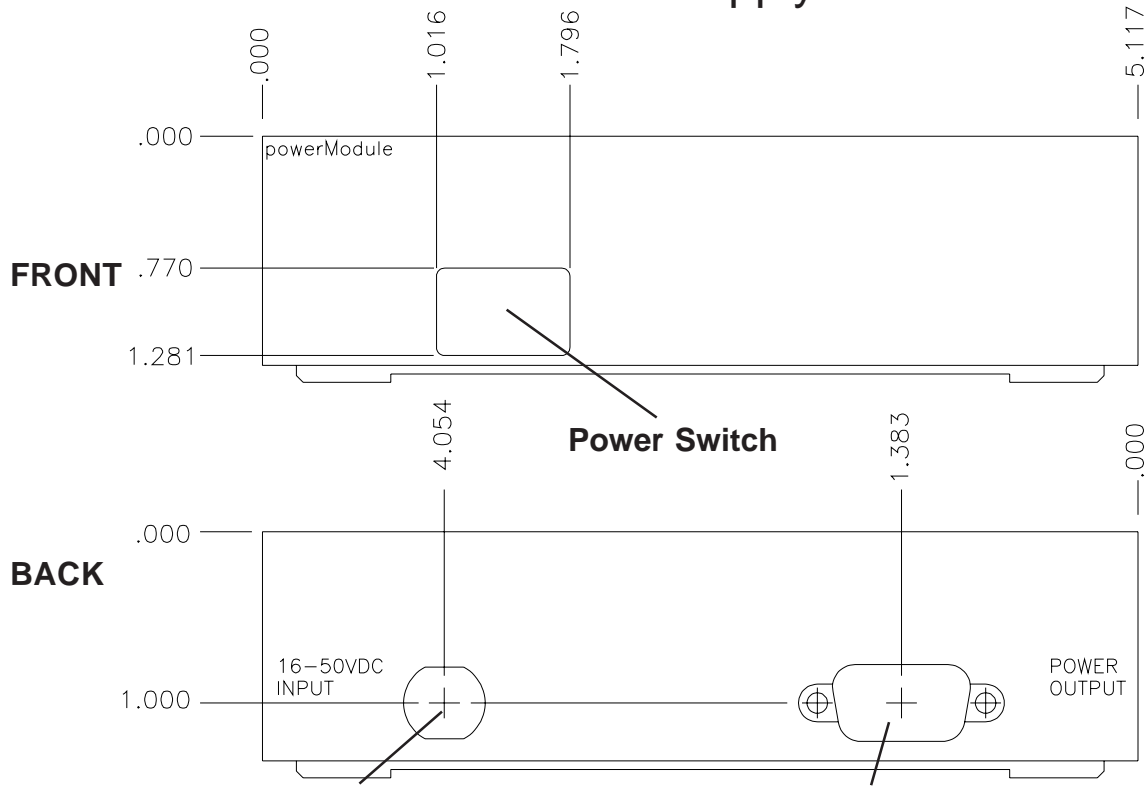 .000
1.016
1.796
5.117
.000
powerModule
FRONT
.770
1.281
Power Switch
4.054
1.383
.000
.000
BACK
16-50VDC
INPUT
1.000
POWER
OUTPUT